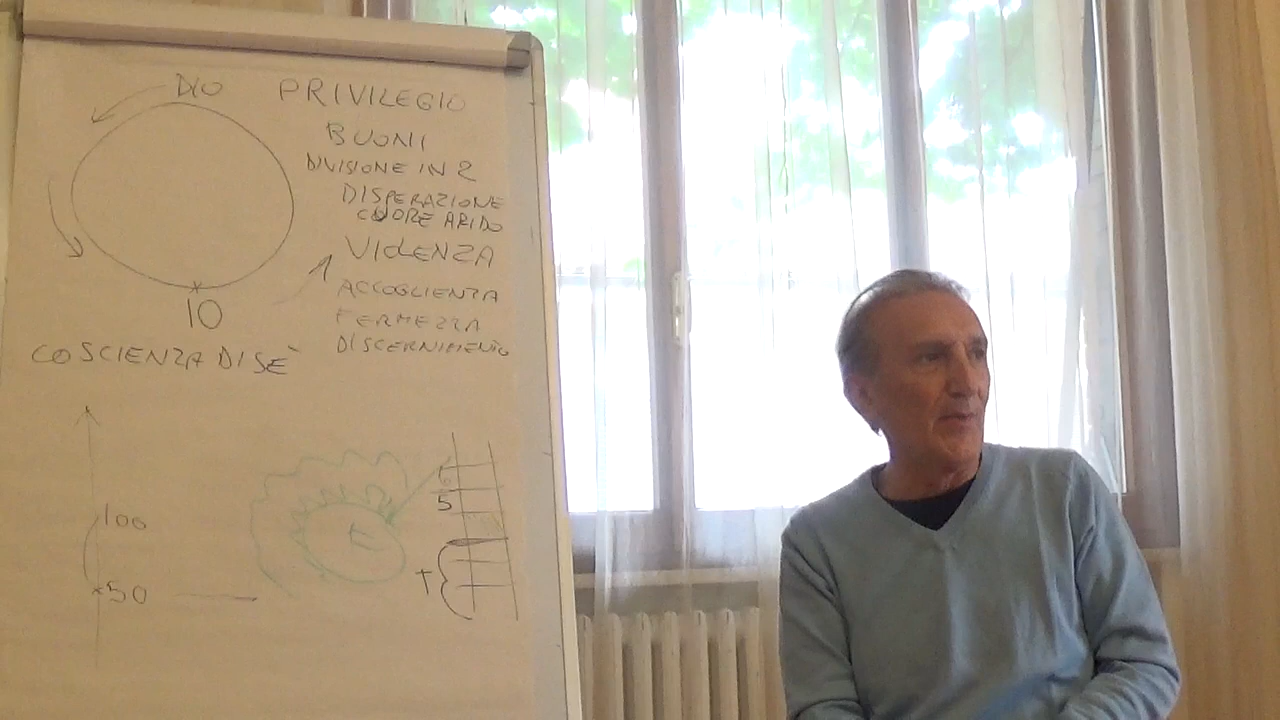 DIO PRIVILEGIO
BUONI
DIVISIONE IN 2
DISPERAZIONE
CUORE ARIDO
VIOLENZA
ACCOGLIENZA
FERMEZZA
DISCERNIMENTO
IO
COSCIENZA DI SÈ
100
50
E
6
5
T